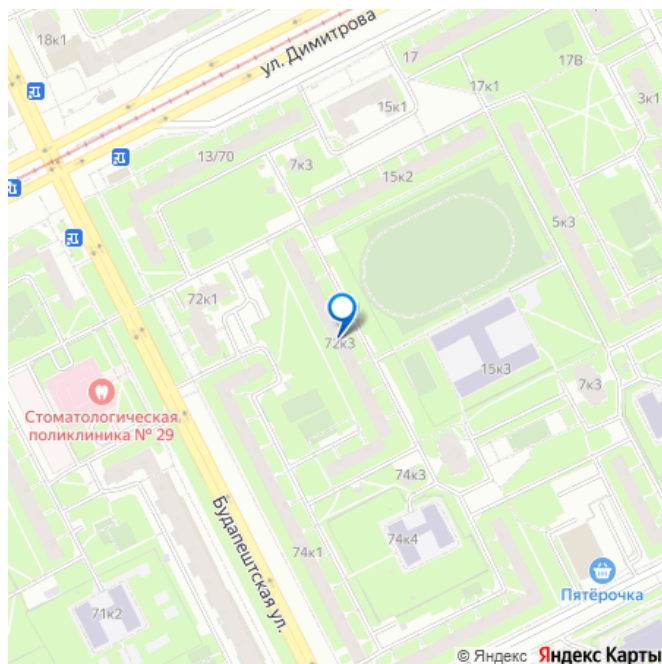 18к1
ул. Димитрова
17
17В
17к1
3к1
15к1
13/70
7к3
15к2
5к3
72к1
72к3
15к3
7к3
Стоматологическая
поликлиника № 29
74к3
Будапештская ул.
74к1
74к4
Пятёрочка
71к2
© Яндекс Яндекс Карты